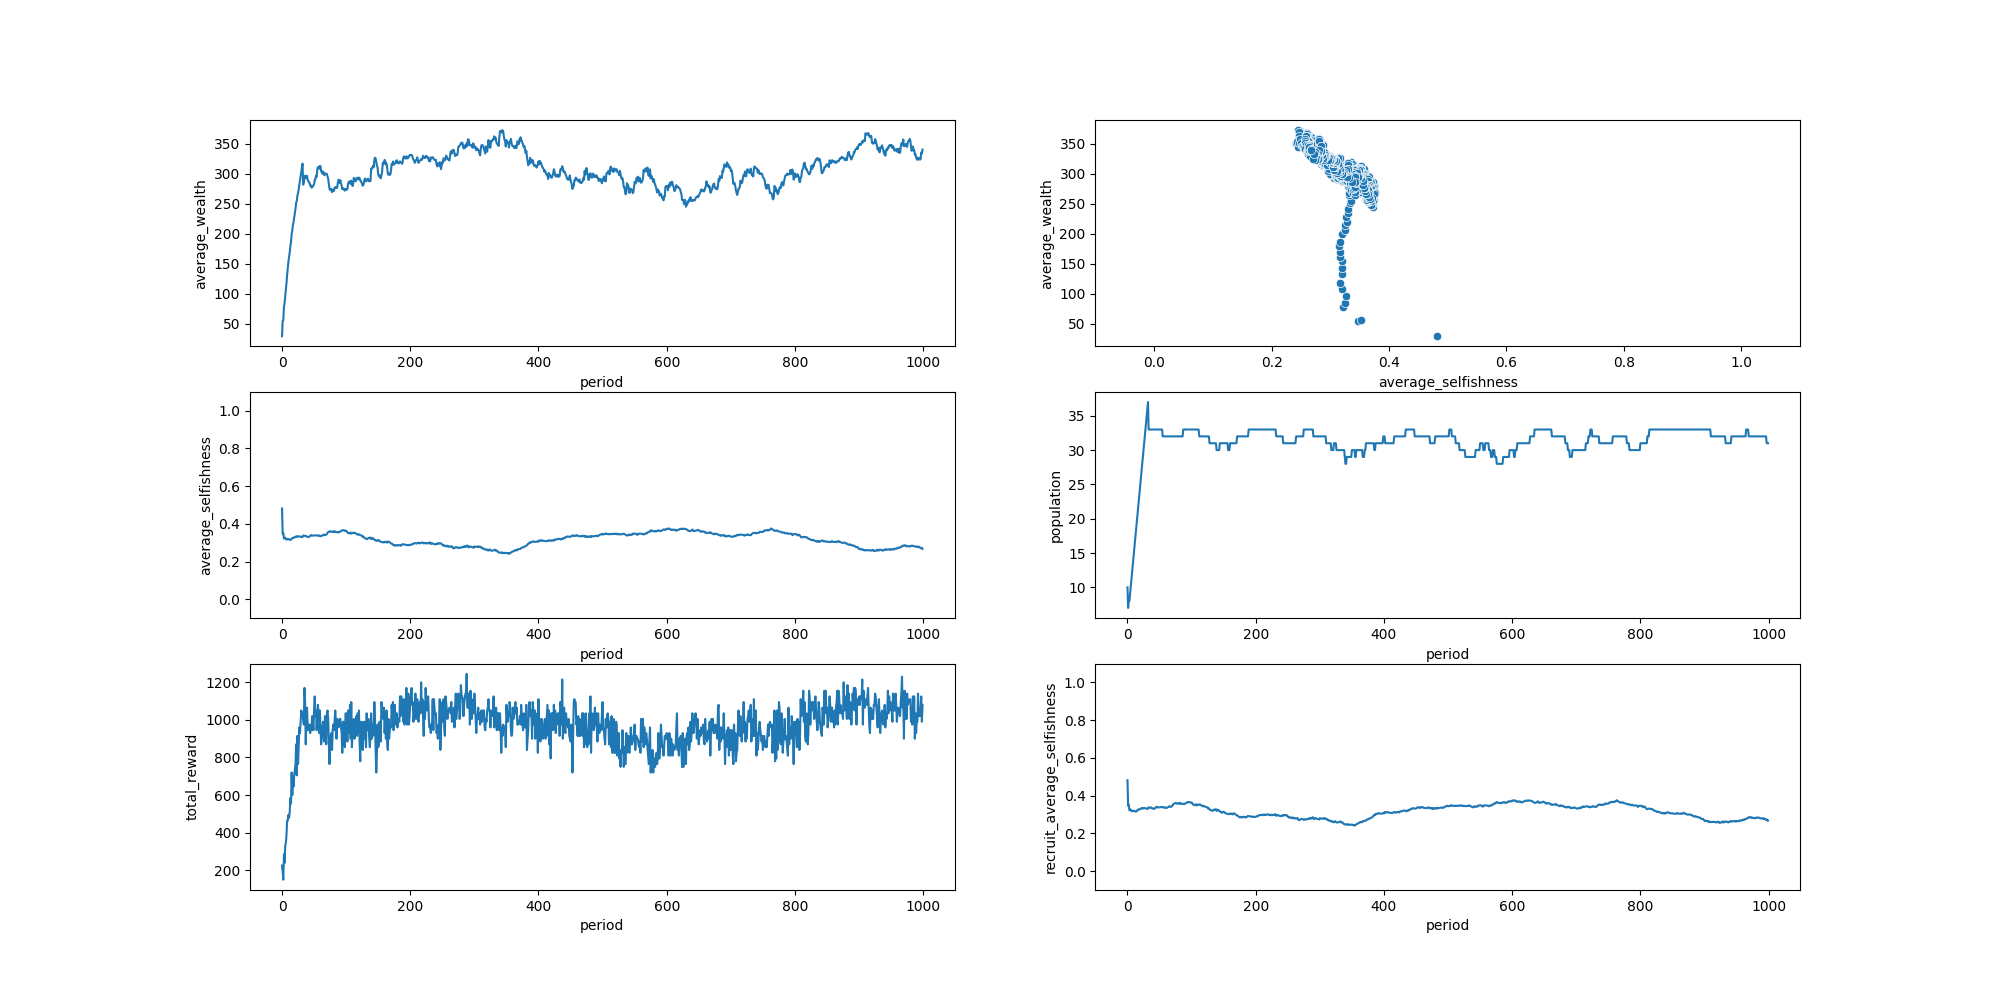 350
300
250
200
150
100
50
average_wealth
0 200 400 600 800 1000
period
350
300
250
200
150
100
50
average_wealth
0.0 0.2 0.4 0.6 0.8 1.0
average_selfishness
1.0
0.8
0.6
0.4
0.2
0.0
average_selfishness
0 200 400 600 800 1000
period
35
30
25
20
15
10
population
0 200 400 600 800 1000
period
1200
1000
800
600
400
200
total_reward
0 200 400 600 800 1000
period
1.0
0.8
0.6
0.4
0.2
0.0
recruit_average_selfishness
0 200 400 600 800 1000
period